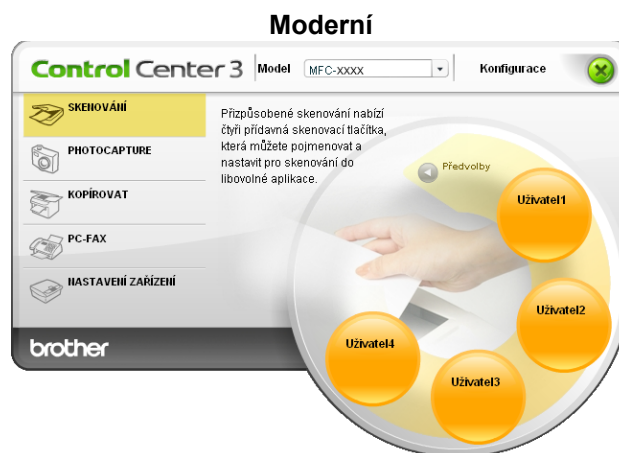 Moderní
Control Center 3
Model
MFC-XXXX
Konfigurace
SKENOVÁNÍ
PHOTOCAPTURE
KOPÍROVAT
PC-FAX
NASTAVENÍ ZAŘÍZENÍ
Přizpůsobené skenování nabízí
čtyři přídavná skenovací tlačítka,
která můžete pojmenovat a
nastavit pro skenování do
libovolné aplikace.
Předvolby
Uživatel1
Uživatel2
Uživatel3
Uživatel4
brother